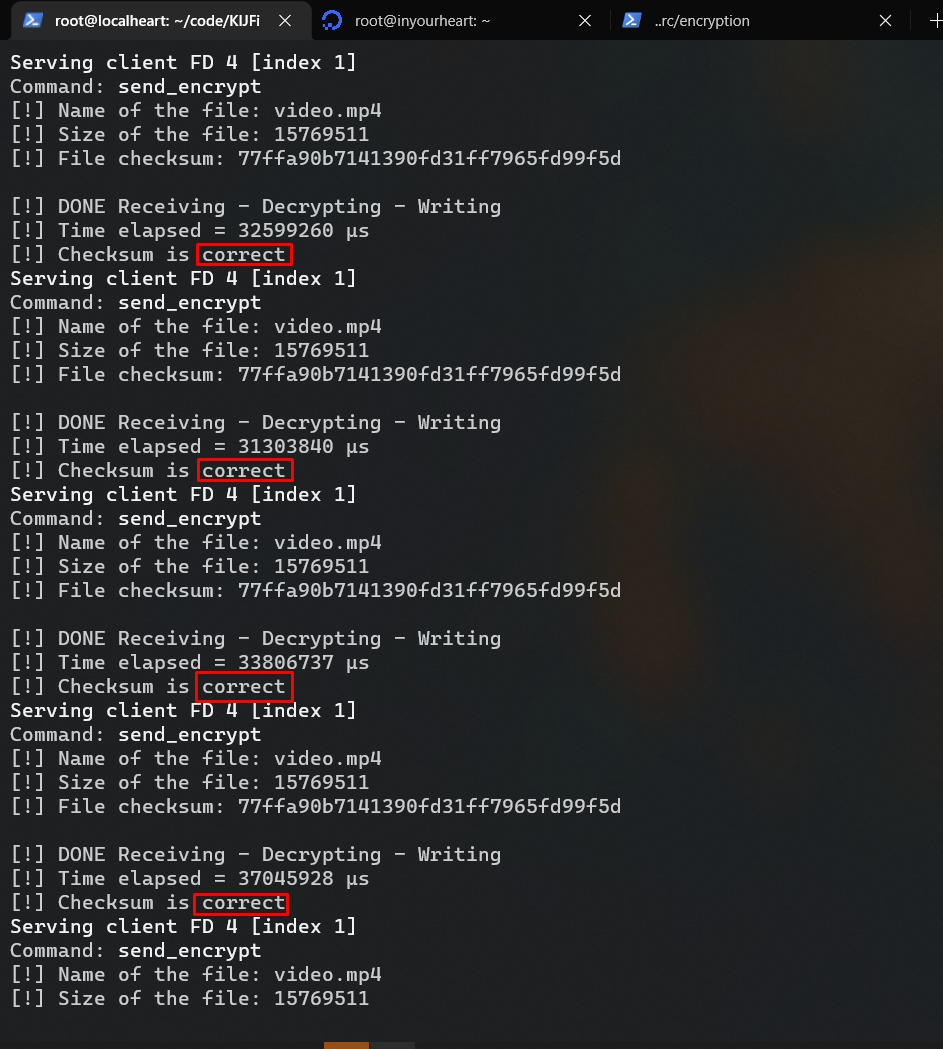 root@localheart: ~/code/KIJFi
root@inyourheart: ~
..rc/encryption
Serving client FD 4 [index 1]
Command: send_encrypt
[!] Name of the file: video.mp4
[!] Size of the file: 15769511
[!] File checksum: 77ffa90b7141390fd31ff7965fd99f5d
[!] DONE Receiving - Decrypting - Writing
[!] Time elapsed = 32599260 µs
[!] Checksum is correct
Serving client FD 4 [index 1]
Command: send_encrypt
[!] Name of the file: video.mp4
[!] Size of the file: 15769511
[!] File checksum: 77ffa90b7141390fd31ff7965fd99f5d
[!] DONE Receiving - Decrypting - Writing
[!] Time elapsed = 31303840 µs
[!] Checksum is correct
Serving client FD 4 [index 1]
Command: send_encrypt
[!] Name of the file: video.mp4
[!] Size of the file: 15769511
[!] File checksum: 77ffa90b7141390fd31ff7965fd99f5d
[!] DONE Receiving - Decrypting - Writing
[!] Time elapsed = 33806737 µs
[!] Checksum is correct
Serving client FD 4 [index 1]
Command: send_encrypt
[!] Name of the file: video.mp4
[!] Size of the file: 15769511
[!] File checksum: 77ffa90b7141390fd31ff7965fd99f5d
[!] DONE Receiving - Decrypting - Writing
[!] Time elapsed = 37045928 µs
[!] Checksum is correct
Serving client FD 4 [index 1]
Command: send_encrypt
[!] Name of the file: video.mp4
[!] Size of the file: 15769511